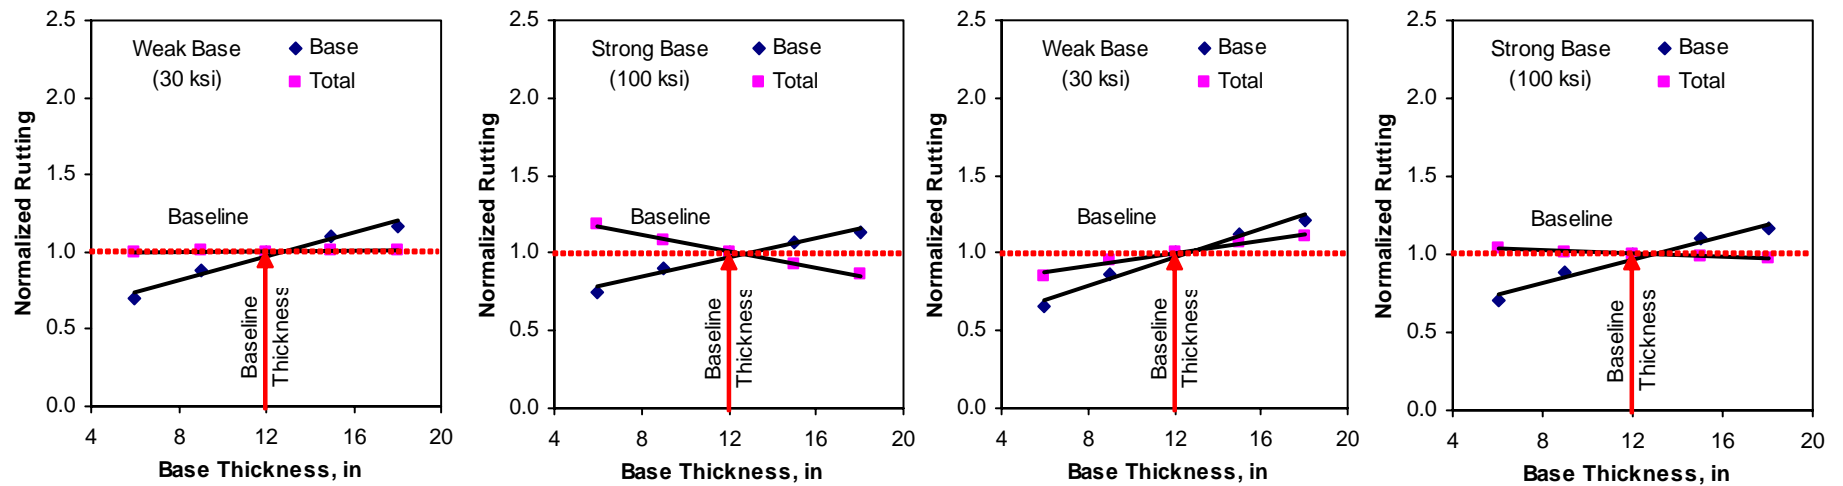 2.5
2.0
1.5
1.0
0.5
0.0
Normalized Rutting
Weak Base
(30 ksi)
Base
Total
Baseline
Baseline
Thickness
4
8
12
16
20
Base Thickness, in
2.5
2.0
1.5
1.0
0.5
0.0
Normalized Rutting
Strong Base
(100 ksi)
Base
Total
Baseline
Baseline
Thickness
4
8
12
16
20
Base Thickness, in
2.5
2.0
1.5
1.0
0.5
0.0
Normalized Rutting
Weak Base
(30 ksi)
Base
Total
Baseline
Baseline
Thickness
4
8
12
16
20
Base Thickness, in
2.5
2.0
1.5
1.0
0.5
0.0
Normalized Rutting
Strong Base
(100 ksi)
Base
Total
Baseline
Baseline
Thickness
4
8
12
16
20
Base Thickness, in